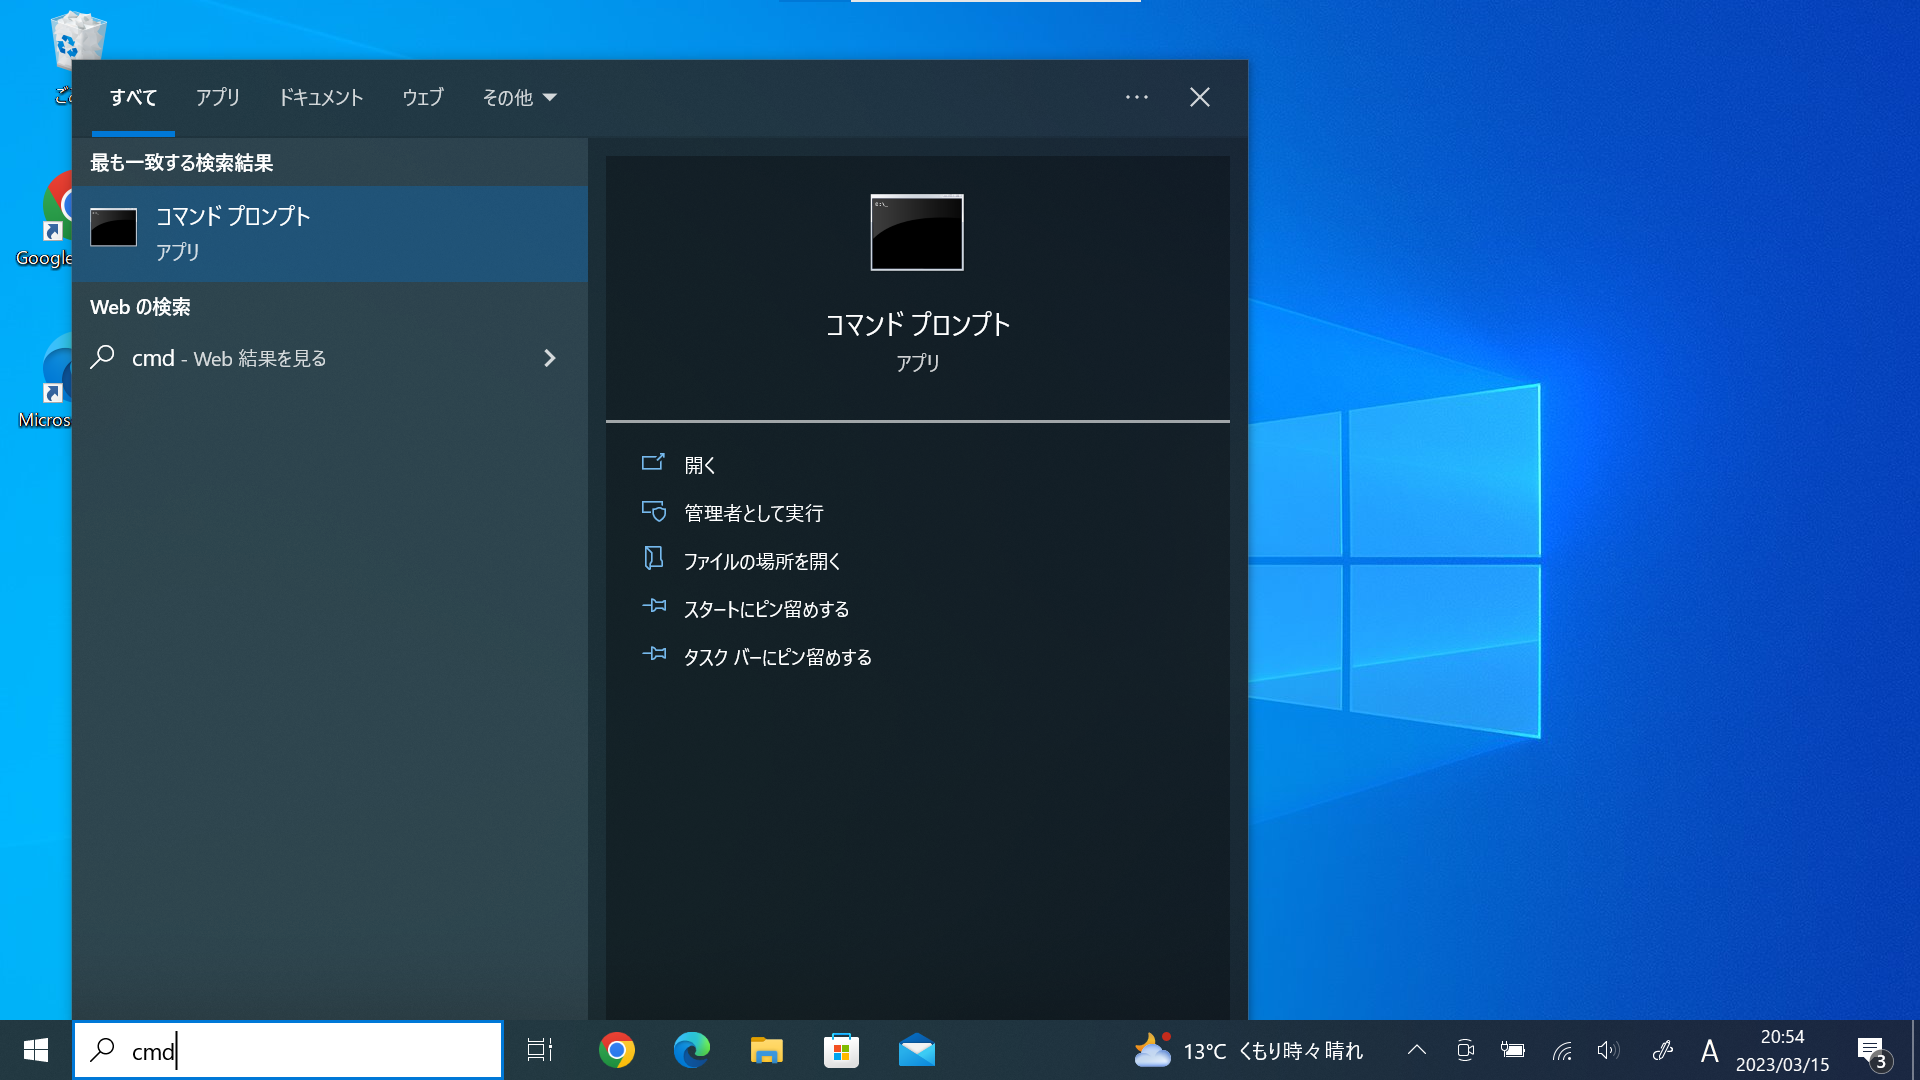 すべて
アプリ
ドキュメント
ウェブ
その他
最も一致する検索結果
コマンド プロンプト
アプリ
Web の検索
cmd - Web 結果を見る
コマンド プロンプト
アプリ
開く
管理者として実行
ファイルの場所を開く
スタートにピン留めする
タスク バーにピン留めする
Google
cmd
13°C くもり時々晴れ
A
20:54
2023/03/15
3